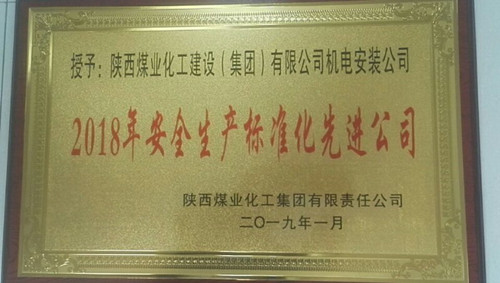 授予：陕西煤业化工建设（集团）有限公司机电安装公司
2018年安全生产标准化先进公司
陕西煤业化工集团有限责任公司
二〇一九年一月